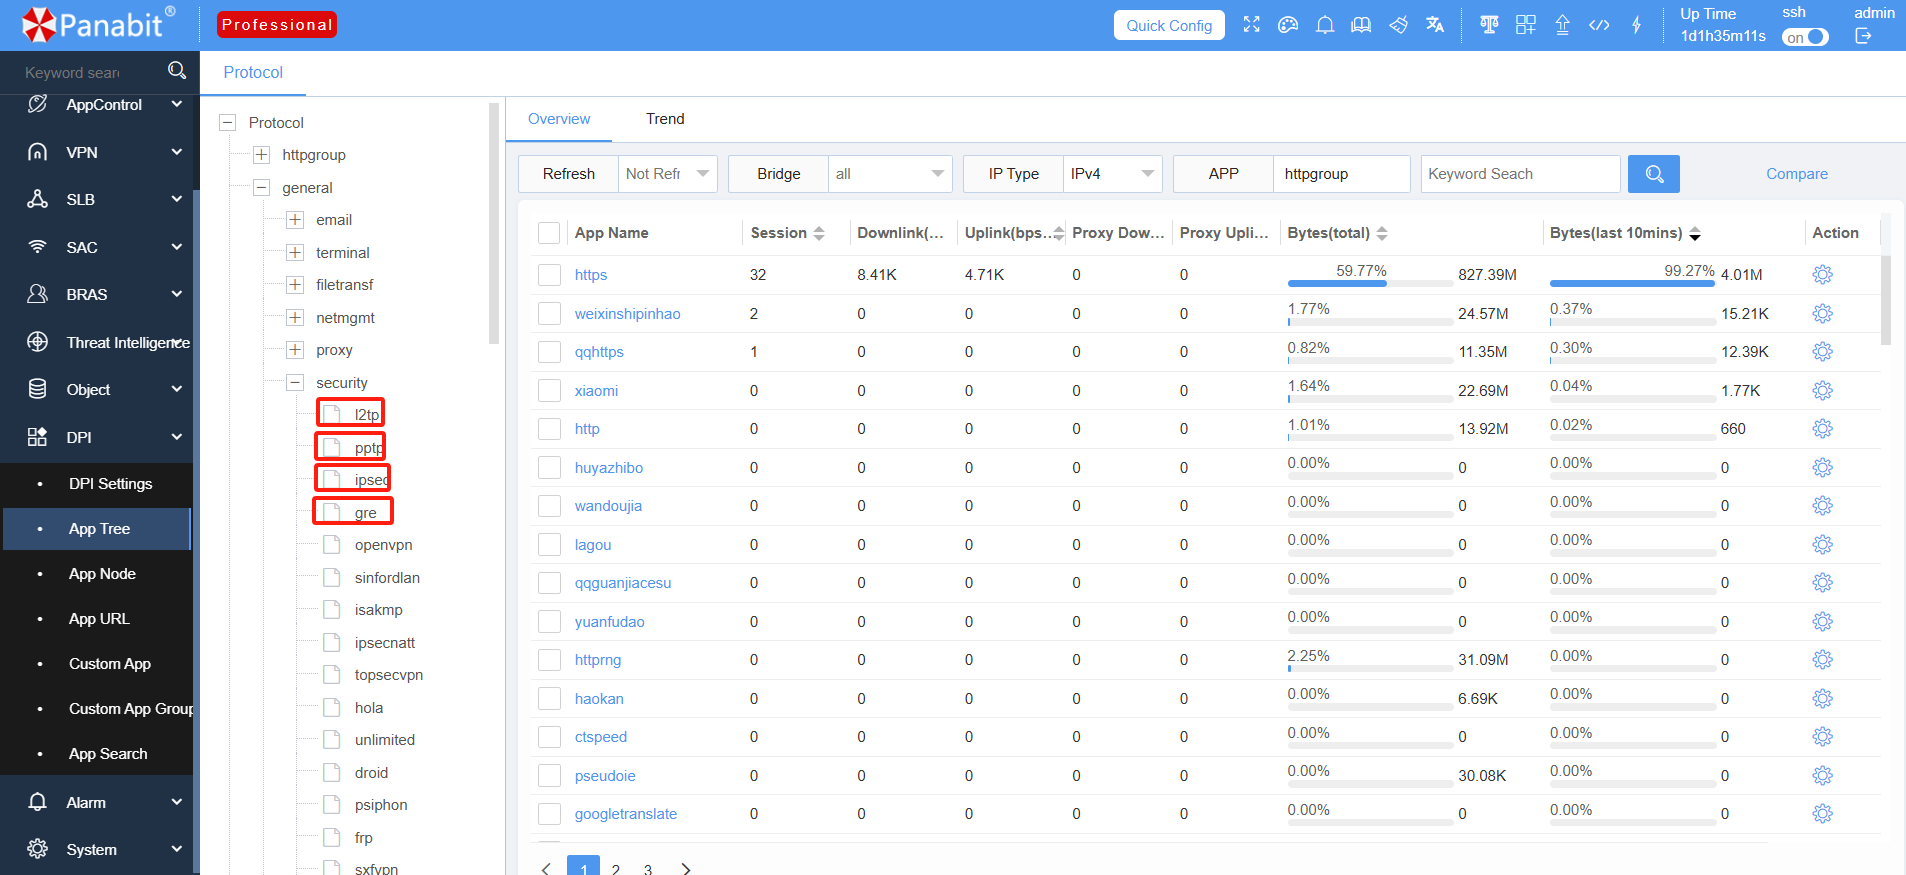 Panabit®
Professional
Quick Config
Up Time
1d1h35m11s
ssh
on
admin
Keyword sear
AppControl
VPN
SLB
SAC
BRAS
Threat Intelligence
Object
DPI
DPI Settings
App Tree
App Node
App URL
Custom App
Custom App Group
App Search
Alarm
System
Protocol
Protocol
httpgroup
general
email
terminal
filetransf
netmgmt
proxy
security
l2tp
pptp
ipsec
gre
openvpn
sinfordlan
isakmp
ipsecnatt
topsecvpn
hola
unlimited
droid
psiphon
frp
sxfvpn
Overview Trend
Refresh Not Refr Bridge all IP Type IPv4 APP httpgroup Keyword Seach Compare
App Name Session Downlink(... Uplink(bps... Proxy Dow... Proxy Upli... Bytes(total) Bytes(last 10mins) Action
https 32 8.41K 4.71K 0 0 59.77% 827.39M 99.27% 4.01M
weixinshipinhao 2 0 0 0 0 1.77% 24.57M 0.37% 15.21K
qqhttps 1 0 0 0 0 0.82% 11.35M 0.30% 12.39K
xiaomi 0 0 0 0 0 1.64% 22.69M 0.04% 1.77K
http 0 0 0 0 0 1.01% 13.92M 0.02% 660
huyazhibo 0 0 0 0 0 0.00% 0 0.00% 0
wandoujia 0 0 0 0 0 0.00% 0 0.00% 0
lagou 0 0 0 0 0 0.00% 0 0.00% 0
qqguanjiacesu 0 0 0 0 0 0.00% 0 0.00% 0
yuanfudao 0 0 0 0 0 0.00% 0 0.00% 0
httprng 0 0 0 0 0 2.25% 31.09M 0.00% 0
haokan 0 0 0 0 0 0.00% 6.69K 0.00% 0
ctspeed 0 0 0 0 0 0.00% 0 0.00% 0
pseudoie 0 0 0 0 0 0.00% 30.08K 0.00% 0
googletranslate 0 0 0 0 0 0.00% 0 0.00% 0
1 2 3